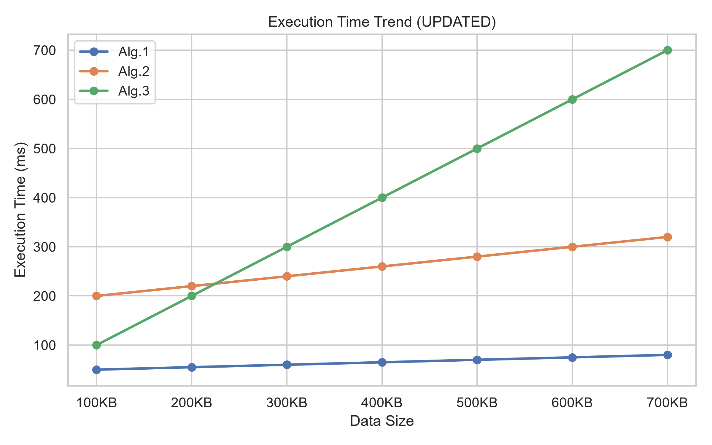 Execution Time Trend (UPDATED)
Alg.1
Alg.2
Alg.3
Execution Time (ms)
700
600
500
400
300
200
100
100KB 200KB 300KB 400KB 500KB 600KB 700KB
Data Size